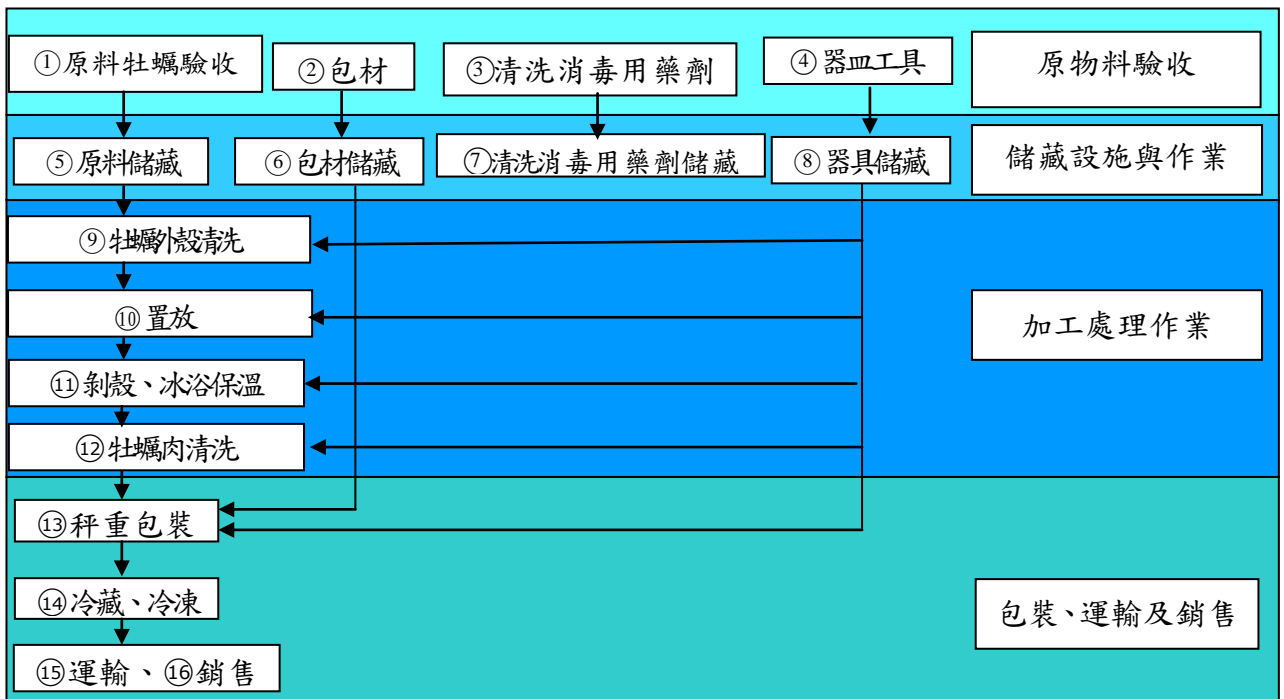 ①原料牡蠣驗收
②包材
③清洗消毒用藥劑
④器皿工具
原物料驗收
⑤原料儲藏
⑥包材儲藏
⑦清洗消毒用藥劑儲藏
⑧器具儲藏
儲藏設施與作業
⑨牡蠣外殼清洗
⑩置放
加工處理作業
⑪剝殼、冰浴保溫
⑫牡蠣肉清洗
⑬秤重包裝
⑭冷藏、冷凍
包裝、運輸及銷售
⑮運輸、⑯銷售